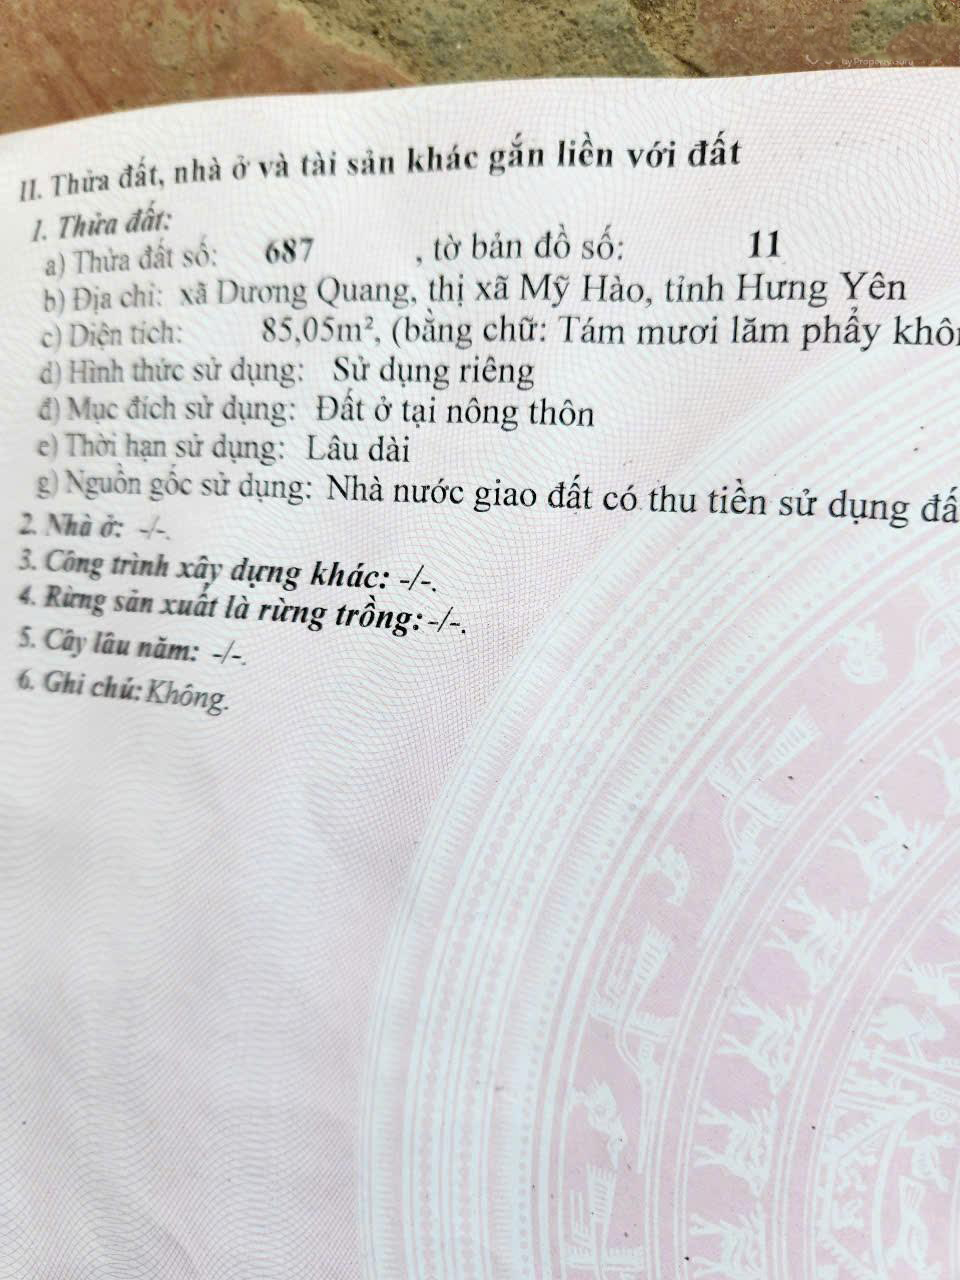 by PropertyGuru
II. Thửa đất, nhà ở và tài sản khác gắn liền với đất
1. Thửa đất:
a) Thửa đất số: 687 , tờ bản đồ số: 11
b) Địa chỉ: xã Dương Quang, thị xã Mỹ Hào, tỉnh Hưng Yên
c) Diện tích: 85,05m², (bằng chữ: Tám mươi lăm phẩy
d) Hình thức sử dụng: Sử dụng riêng
đ) Mục đích sử dụng: Đất ở tại nông thôn
e) Thời hạn sử dụng: Lâu dài
g) Nguồn gốc sử dụng: Nhà nước giao đất có thu tiền sử dụng
2. Nhà ở: -/-.
3. Công trình xây dựng khác: -/-.
4. Rừng sản xuất là rừng trồng: -/-.
5. Cây lâu năm: -/-.
6. Ghi chú: Không.